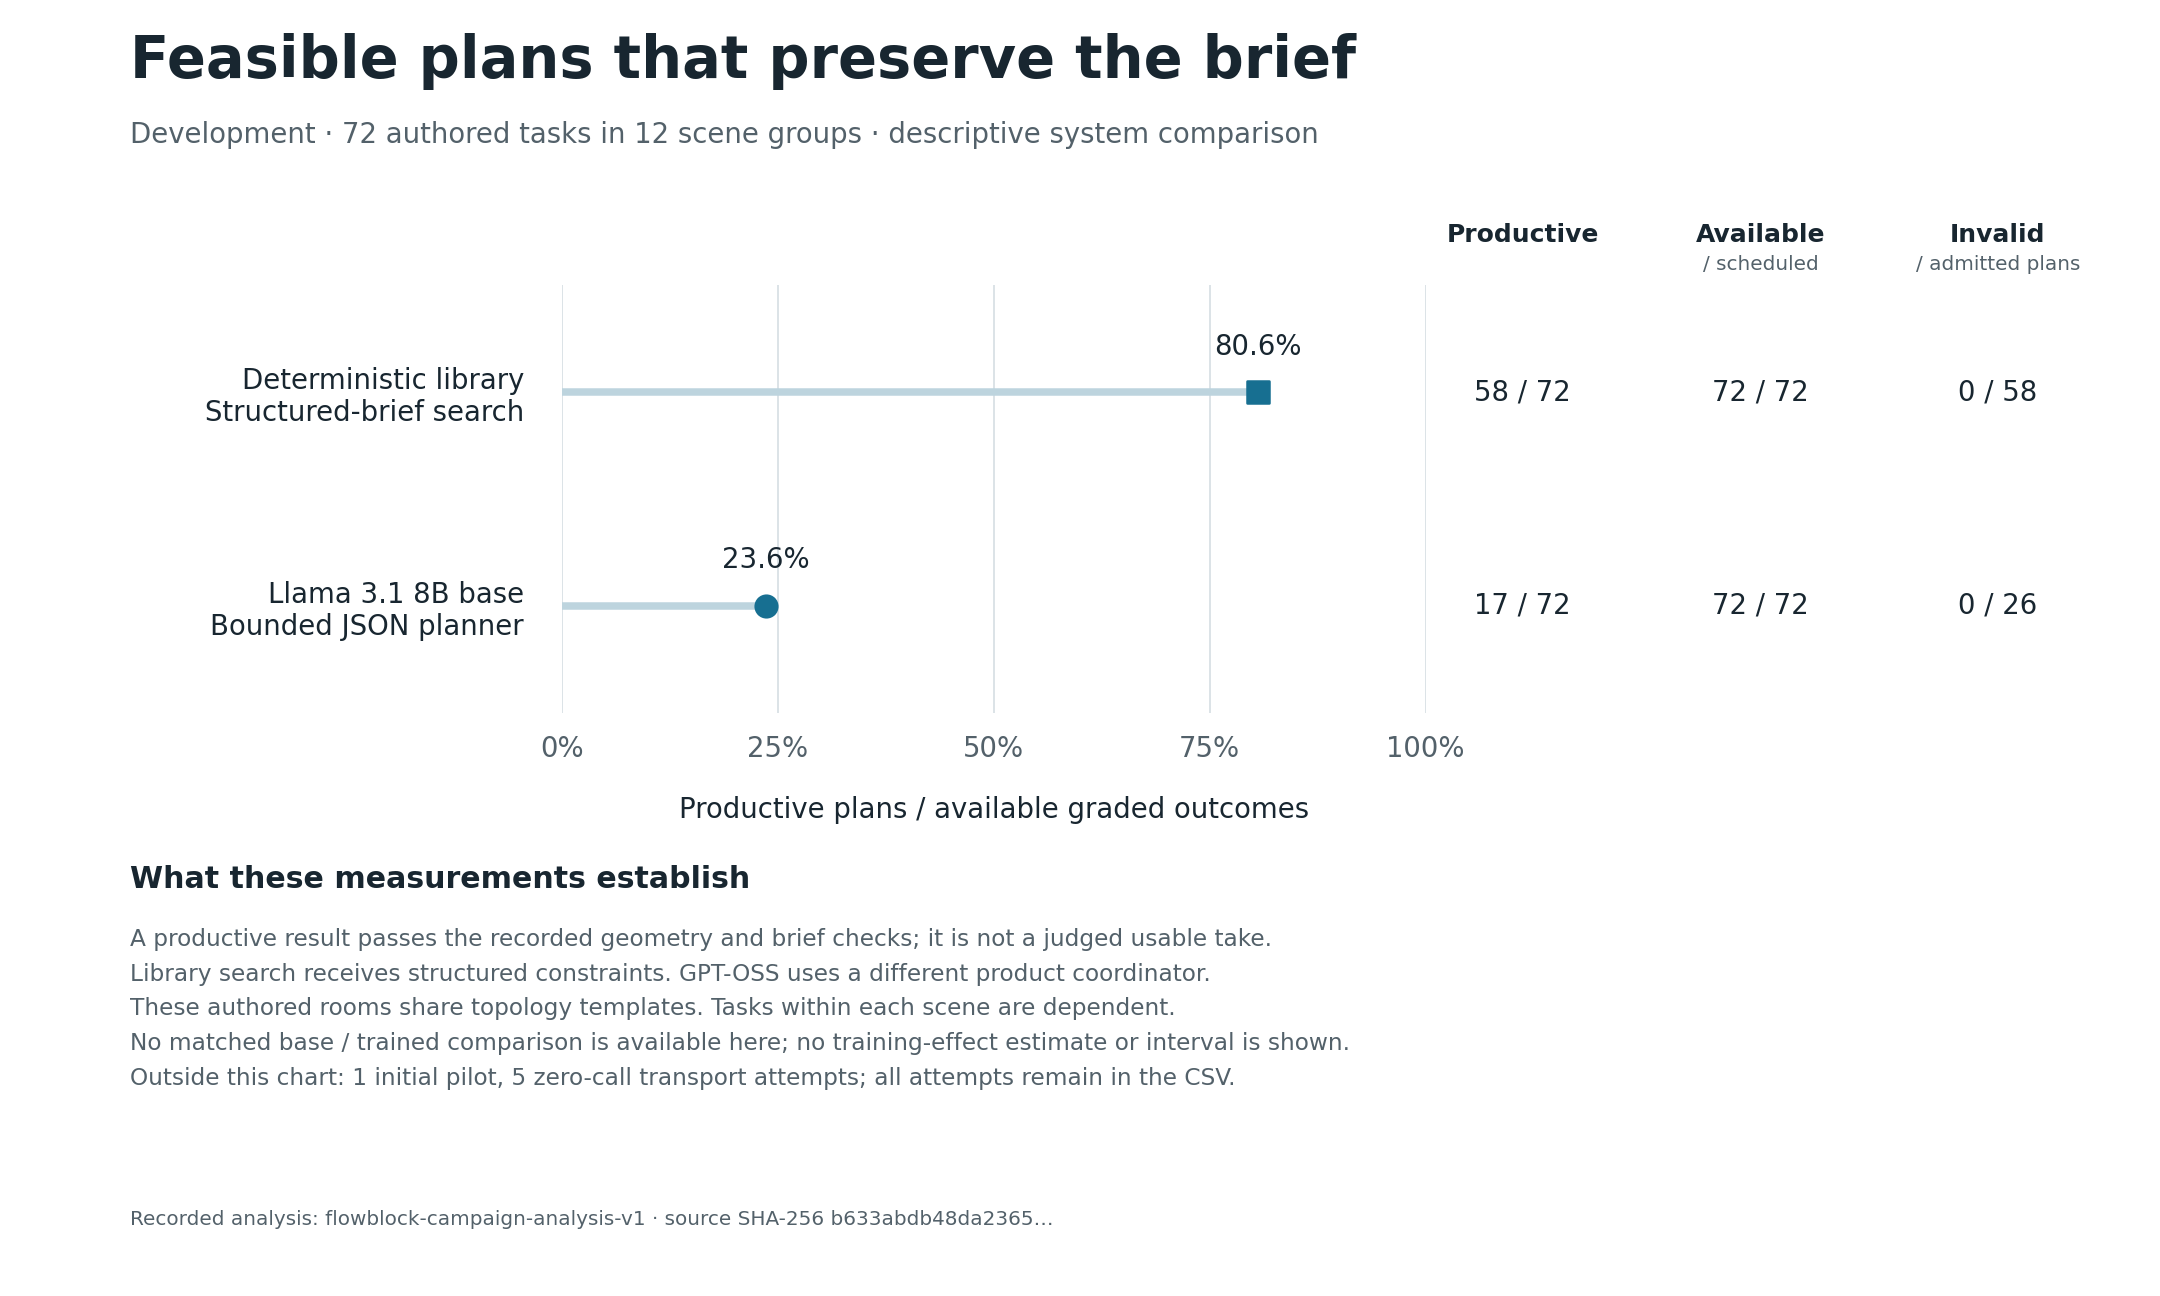 Feasible plans that preserve the brief
Development · 72 authored tasks in 12 scene groups · descriptive system comparison
Productive
Available
/ scheduled
Invalid
/ admitted plans
80.6%
Deterministic library
Structured-brief search
58 / 72
72 / 72
0 / 58
23.6%
Llama 3.1 8B base
Bounded JSON planner
17 / 72
72 / 72
0 / 26
0%
25%
50%
75%
100%
Productive plans / available graded outcomes
What these measurements establish
A productive result passes the recorded geometry and brief checks; it is not a judged usable take.
Library search receives structured constraints. GPT-OSS uses a different product coordinator.
These authored rooms share topology templates. Tasks within each scene are dependent.
No matched base / trained comparison is available here; no training-effect estimate or interval is shown.
Outside this chart: 1 initial pilot, 5 zero-call transport attempts; all attempts remain in the CSV.
Recorded analysis: flowblock-campaign-analysis-v1 · source SHA-256 b633abdb48da2365…